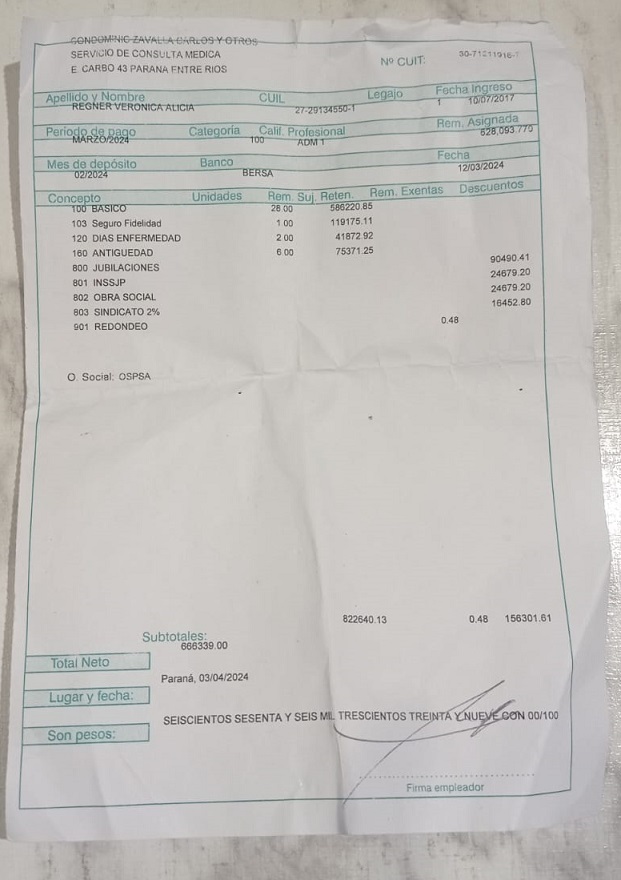 CONDOMINIC ZAVALLA CARLOS Y OTROS
SERVICIO DE CONSULTA MEDICA
E. CARBO 43 PARANA ENTRE RIOS
Nº CUIT:
Apellido y Nombre CUIL Legajo Fecha Ingreso
REGNER VERONICA ALICIA 27-29134550-1 1 10/07/2017
Período de pago Categoría Calif. Profesional Rem. Asignada
MARZO/2024 100 ADM 1 628,093.770
Mes de depósito Banco Fecha
02/2024 BERSA 12/03/2024
Concepto Unidades Rem. Suj. Reten. Rem. Exentas Descuentos
100 BASICO 28.00 586220.85
103 Seguro Fidelidad 1.00 119175.11
120 DIAS ENFERMEDAD 2.00 41872.92
160 ANTIGUEDAD 6.00 75371.25
800 JUBILACIONES 90490.41
801 INSSJP 24679.20
802 OBRA SOCIAL 24679.20
803 SINDICATO 2% 16452.80
901 REDONDEO 0.48
O. Social: OSPSA
822640.13 0.48 156301.61
Subtotales:
666339.00
Total Neto
Paraná, 03/04/2024
Lugar y fecha:
SEISCIENTOS SESENTA Y SEIS MIL TRESCIENTOS TREINTA Y NUEVE CON 00/100
Son pesos:
Firma empleador